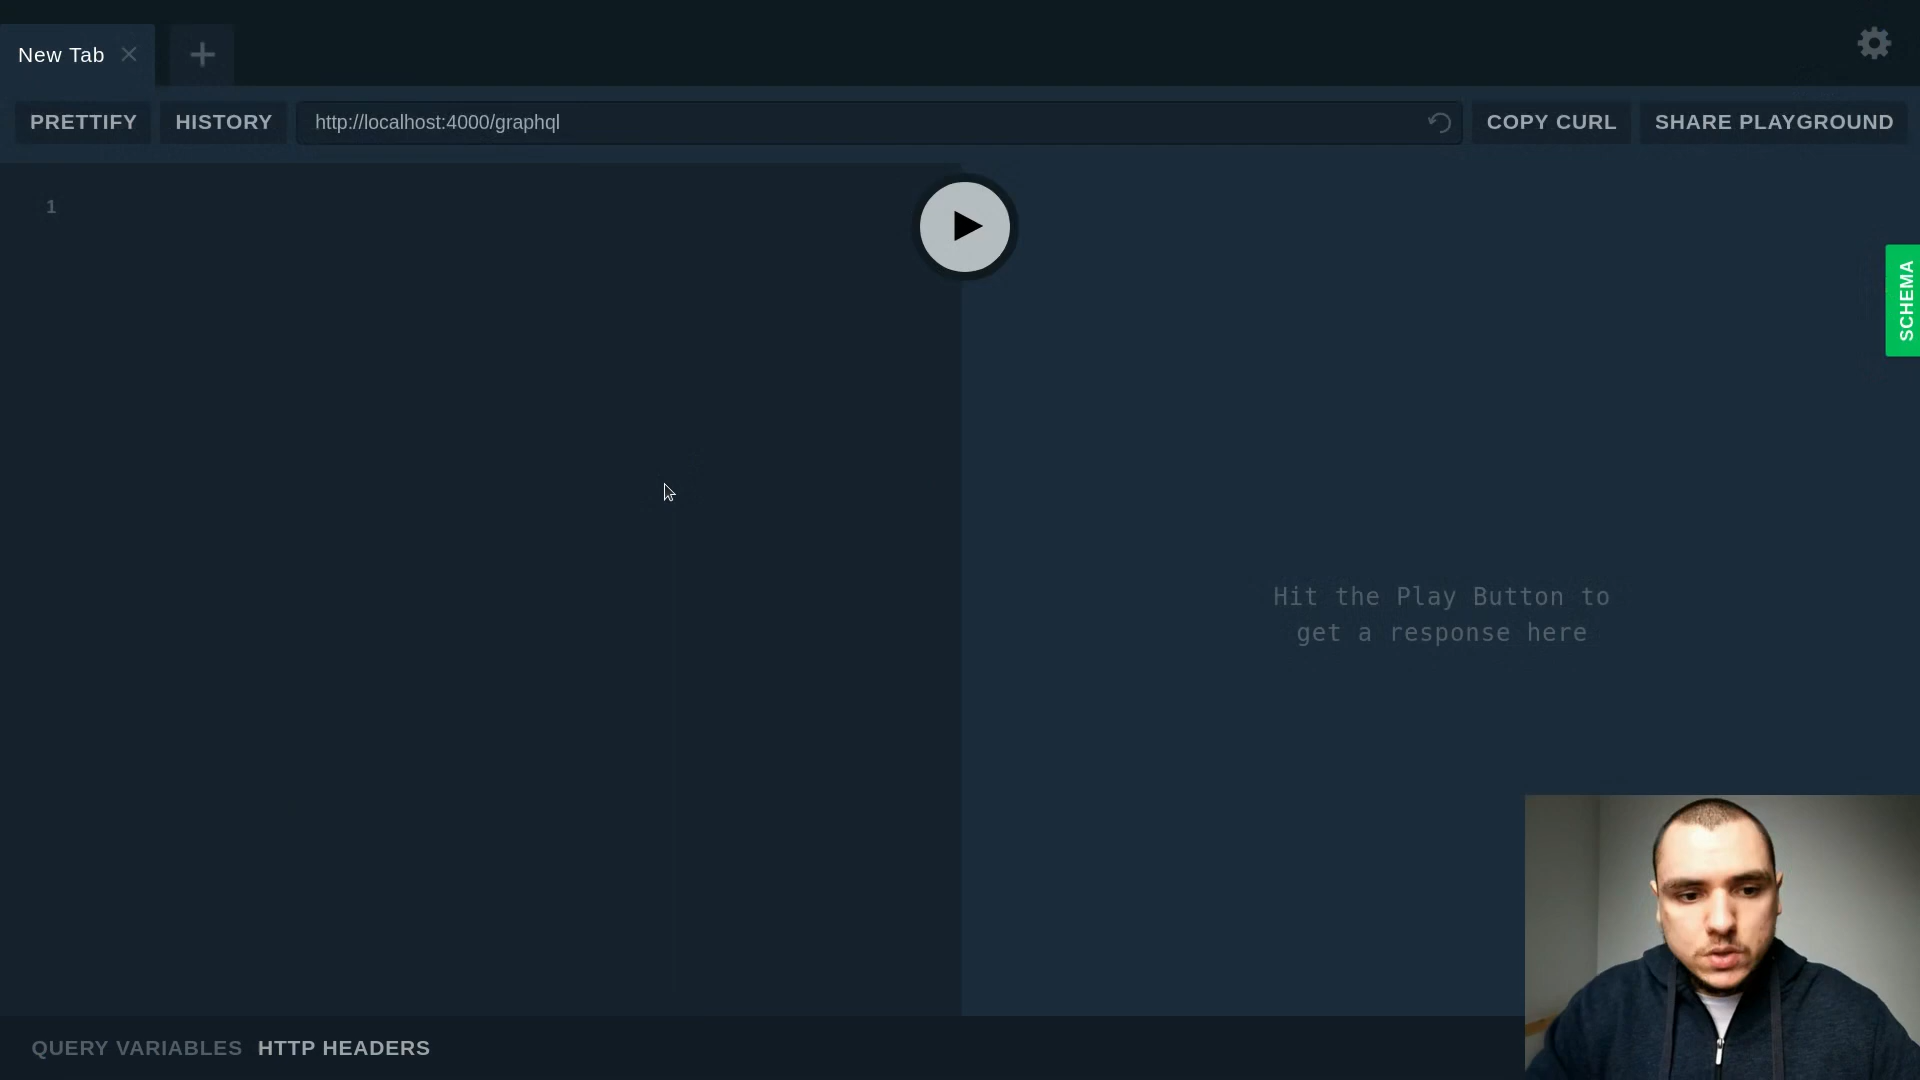 New Tab
PRETTIFY
HISTORY
http://localhost:4000/graphql
COPY CURL
SHARE PLAYGROUND
1
SCHEMA
Hit the Play Button to
get a response here
QUERY VARIABLES
HTTP HEADERS